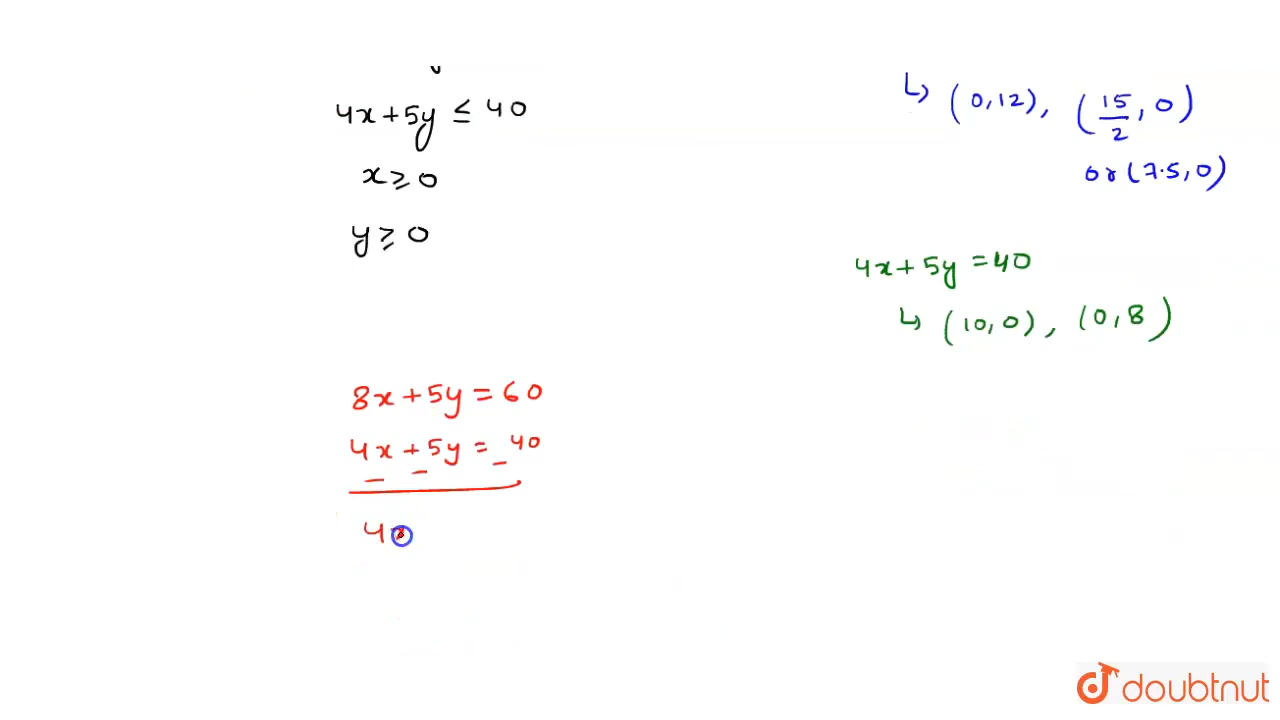 4x + 5y ≤ 40
x ≥ 0
y ≥ 0
8x + 5y = 60
4x + 5y = 40
− − −
4x
↳ (0, 12), (15/2, 0)
or (7.5, 0)
4x + 5y = 40
↳ (10, 0), (0, 8)
doubtnut